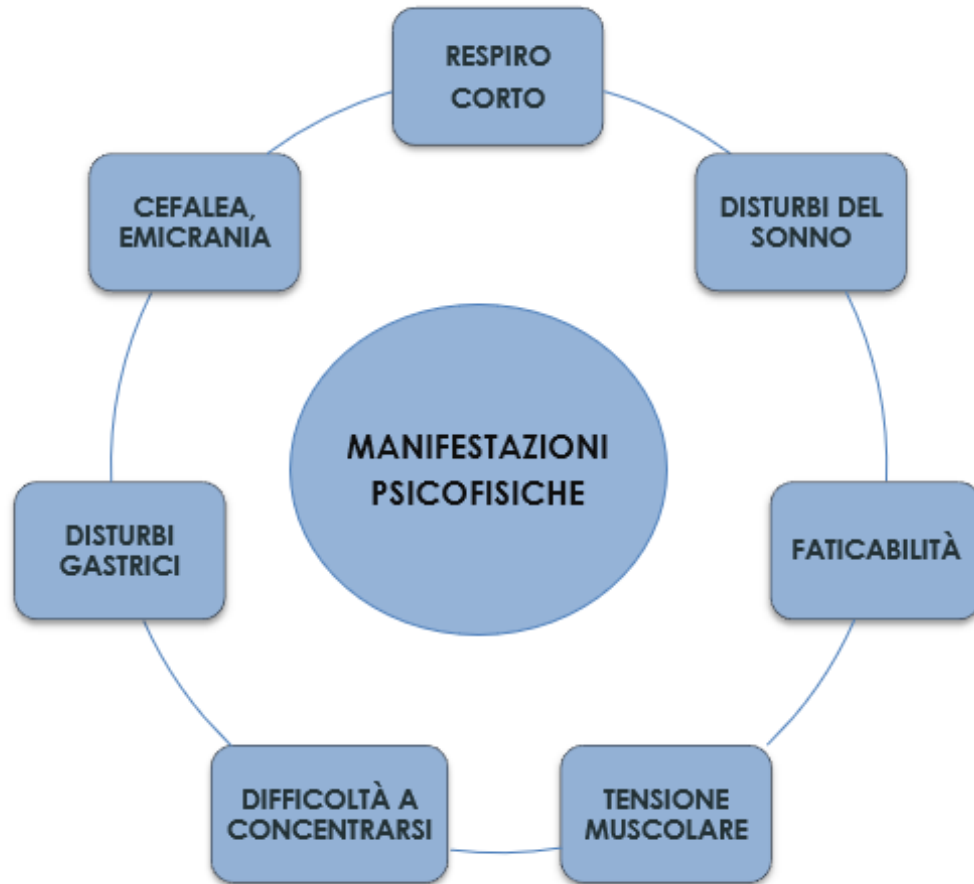 RESPIRO
CORTO
CEFALEA,
EMICRANIA
DISTURBI DEL
SONNO
MANIFESTAZIONI
PSICOFISICHE
DISTURBI
GASTRICI
FATICABILITÀ
DIFFICOLTÀ A
CONCENTRARSI
TENSIONE
MUSCOLARE